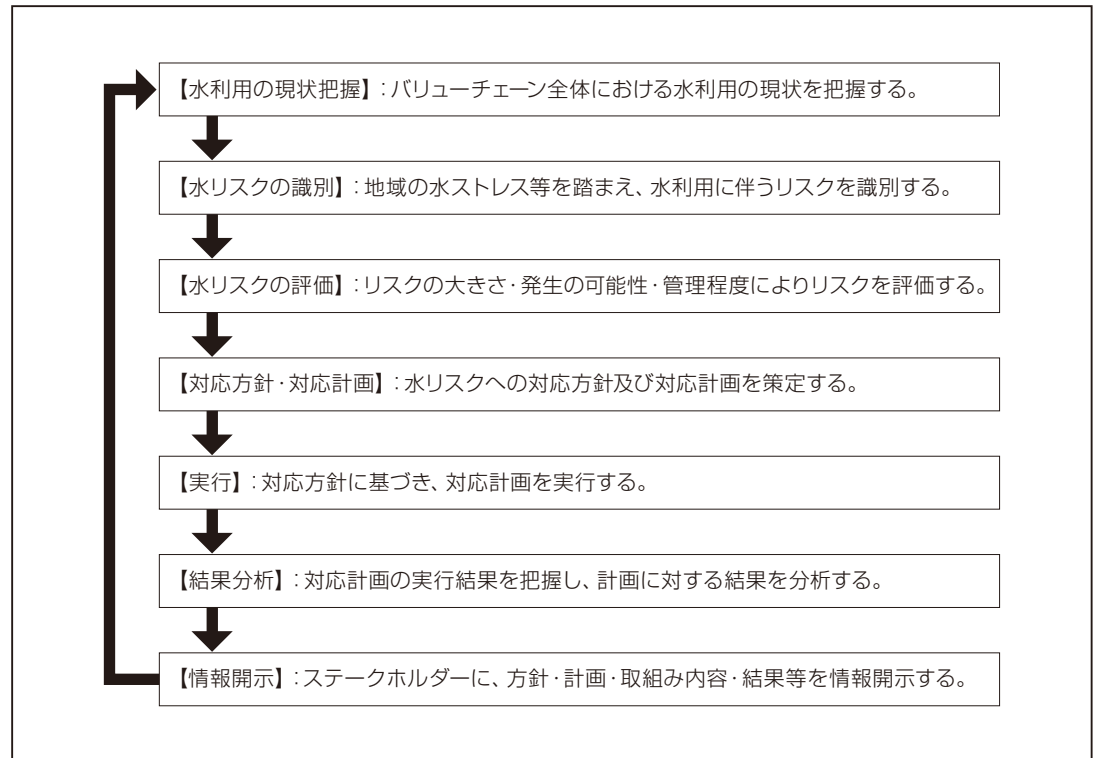 【水利用の現状把握】：バリューチェーン全体における水利用の現状を把握する。
【水リスクの識別】：地域の水ストレス等を踏まえ、水利用に伴うリスクを識別する。
【水リスクの評価】：リスクの大きさ・発生の可能性・管理程度によりリスクを評価する。
【対応方針・対応計画】：水リスクへの対応方針及び対応計画を策定する。
【実行】：対応方針に基づき、対応計画を実行する。
【結果分析】：対応計画の実行結果を把握し、計画に対する結果を分析する。
【情報開示】：ステークホルダーに、方針・計画・取組み内容・結果等を情報開示する。